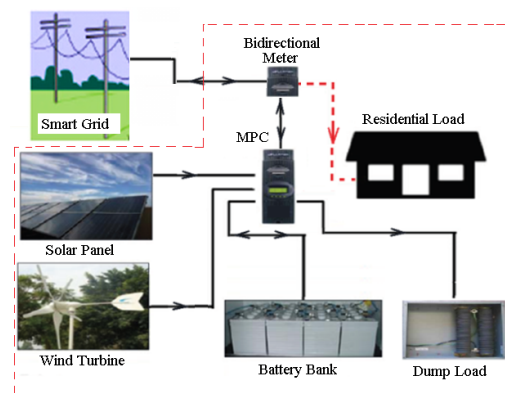 Bidirectional
Meter
Smart Grid
MPC
Residential Load
Solar Panel
Wind Turbine
Battery Bank
Dump Load